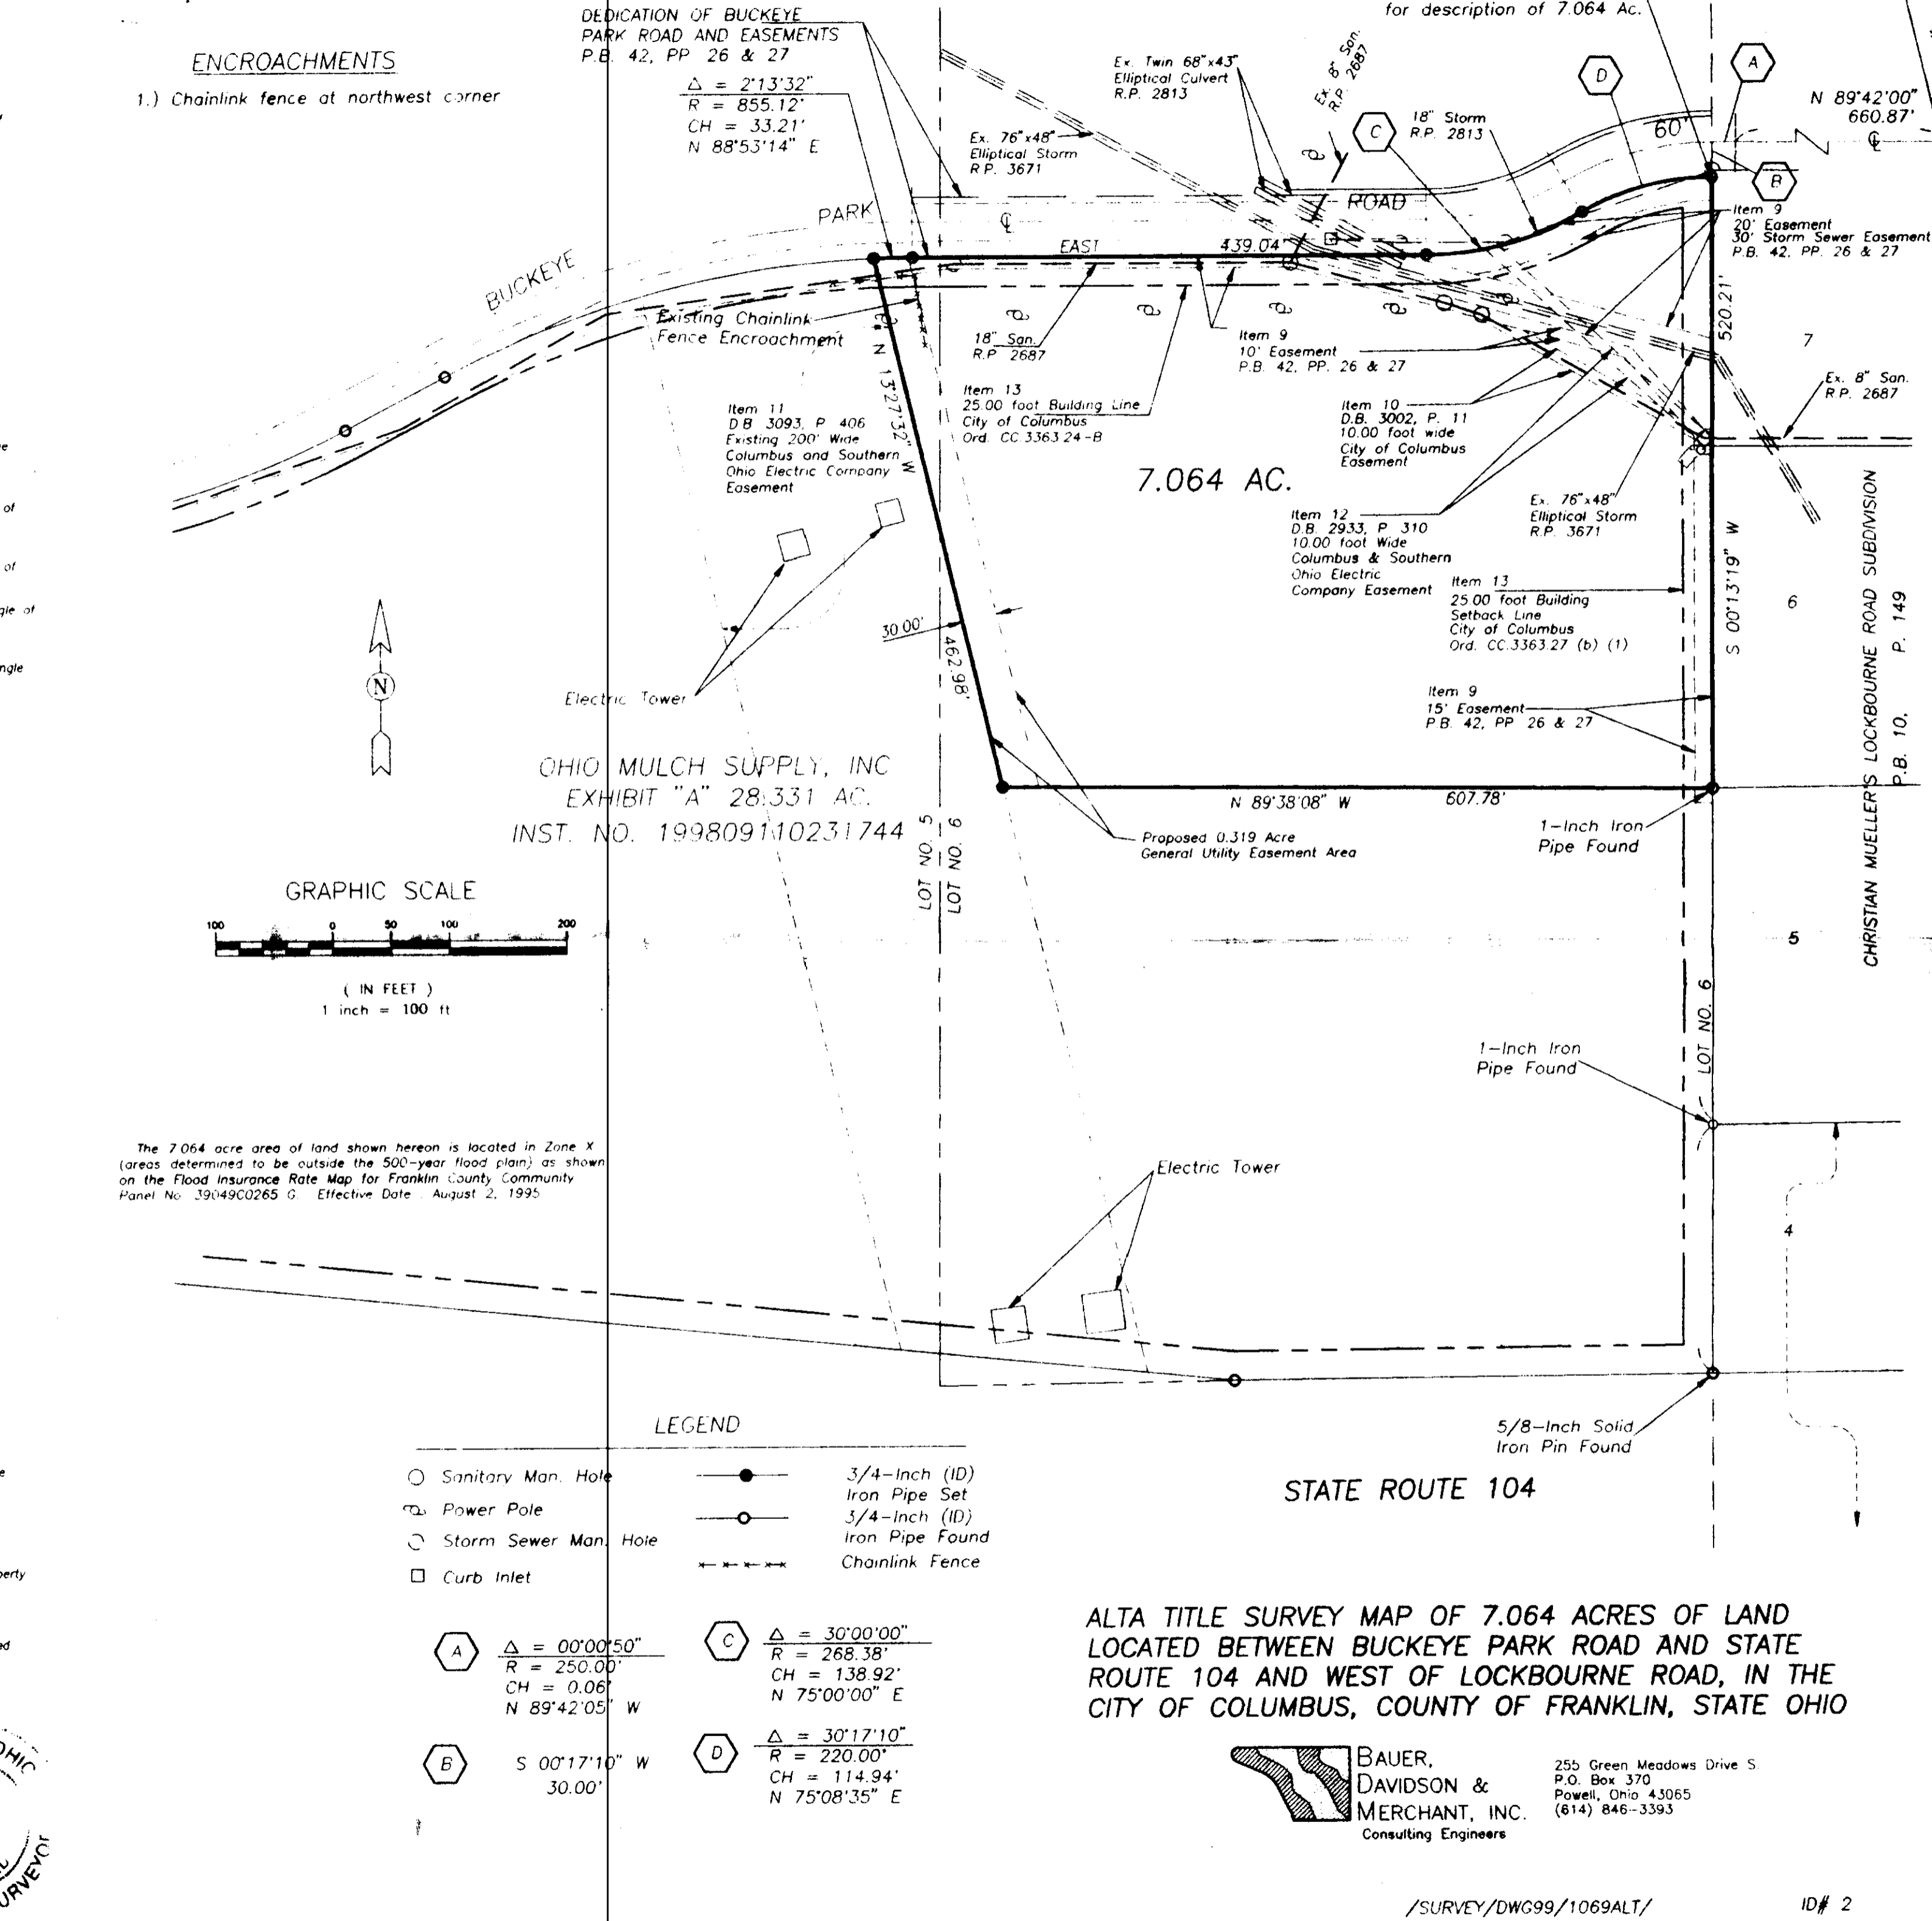 ENCROACHMENTS
1.) Chainlink fence at northwest corner
DEDICATION OF BUCKEYE
PARK ROAD AND EASEMENTS
P.B. 42, PP 26 & 27
Δ = 2°13'32"
R = 855.12'
CH = 33.21'
N 88°53'14" E
for description of 7.064 Ac.
Ex. Twin 68"x43"
Elliptical Culvert
R.P. 2813
Ex. 8" San.
R.P. 2687
Ex. 76"x48"
Elliptical Storm
R.P. 3671
18" Storm
R.P. 2813
C
D
A
B
60'
N 89°42'00"
660.87'
BUCKEYE
PARK
ROAD
EAST
439.04'
Item 9
20' Easement
30' Storm Sewer Easement
P.B. 42, PP. 26 & 27
Existing Chainlink
Fence Encroachment
18" San.
R.P 2687
Item 9
10' Easement
P.B. 42, PP. 26 & 27
520.21'
7
Ex. 8" San.
R.P. 2687
Item 11
D B 3093, P 406
Existing 200' Wide
Columbus and Southern
Ohio Electric Company
Easement
N 13°27'32" W
Item 13
25.00 foot Building Line
City of Columbus
Ord. CC 3363 24-B
Item 10
D.B. 3002, P. 11
10.00 foot wide
City of Columbus
Easement
7.064 AC.
Item 12
D.B. 2933, P. 310
10.00 foot Wide
Columbus & Southern
Ohio Electric
Company Easement
Ex. 76"x48"
Elliptical Storm
R.P. 3671
Item 13
25.00 foot Building
Setback Line
City of Columbus
Ord. CC.3363.27 (b) (1)
S 00°13'19" W
6
CHRISTIAN MUELLER'S LOCKBOURNE ROAD SUBDIVISION
P.B. 10, P. 149
of
of
gle of
ngle
30.00'
462.98'
N
Electric Tower
Item 9
15' Easement
P.B. 42, PP 26 & 27
OHIO MULCH SUPPLY, INC
EXHIBIT "A" 28.331 AC.
INST. NO. 199809110231744
N 89°38'08" W 607.78'
LOT NO. 5
LOT NO. 6
Proposed 0.319 Acre
General Utility Easement Area
1-Inch Iron
Pipe Found
GRAPHIC SCALE
100 0 50 100 200
( IN FEET )
1 inch = 100 ft
5
LOT NO. 6
1-Inch Iron
Pipe Found
The 7.064 acre area of land shown hereon is located in Zone X
(areas determined to be outside the 500-year flood plain) as shown
on the Flood Insurance Rate Map for Franklin County Community
Panel No 39049C0265 G. Effective Date August 2, 1995
Electric Tower
4
5/8-Inch Solid
Iron Pin Found
STATE ROUTE 104
LEGEND
Sanitary Man. Hole
Power Pole
Storm Sewer Man. Hole
Curb Inlet
3/4-Inch (ID)
Iron Pipe Set
3/4-Inch (ID)
Iron Pipe Found
Chainlink Fence
perty
A
Δ = 00°00'50"
R = 250.00'
CH = 0.06'
N 89°42'05" W
C
Δ = 30°00'00"
R = 268.38'
CH = 138.92'
N 75°00'00" E
B
S 00°17'10" W
30.00'
D
Δ = 30°17'10"
R = 220.00'
CH = 114.94'
N 75°08'35" E
ALTA TITLE SURVEY MAP OF 7.064 ACRES OF LAND
LOCATED BETWEEN BUCKEYE PARK ROAD AND STATE
ROUTE 104 AND WEST OF LOCKBOURNE ROAD, IN THE
CITY OF COLUMBUS, COUNTY OF FRANKLIN, STATE OHIO
BAUER,
DAVIDSON &
MERCHANT, INC.
Consulting Engineers
255 Green Meadows Drive S.
P.O. Box 370
Powell, Ohio 43065
(614) 846-3393
/SURVEY/DWG99/1069ALT/
ID# 2